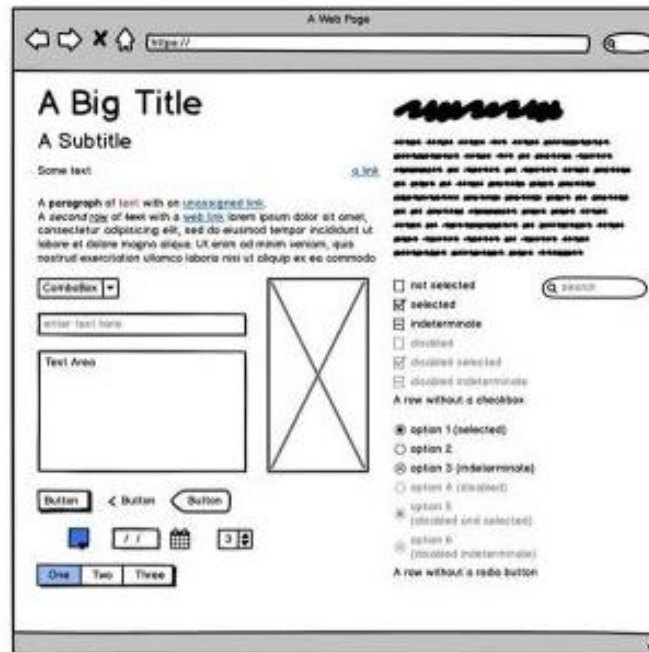 A Web Page
https://
A Big Title
A Subtitle
Some text
a link
A paragraph of text with an unassigned link.
A second row of text with a web link lorem ipsum dolor sit amet,
consectetur adipiscing elit, sed do eiusmod tempor incididunt ut
labore et dolore magna aliqua. Ut enim ad minim veniam, quis
nostrud exercitation ullamco laboris nisi ut aliquip ex ea commodo
ComboBox
enter text here
Text Area
Button
< Button
Button
/ /
3
One Two Three
not selected
search
selected
indeterminate
disabled
disabled selected
disabled indeterminate
A row without a checkbox
option 1 (selected)
option 2
option 3 (indeterminate)
option 4 (disabled)
option 5
(disabled and selected)
option 6
(disabled indeterminate)
A row without a radio button